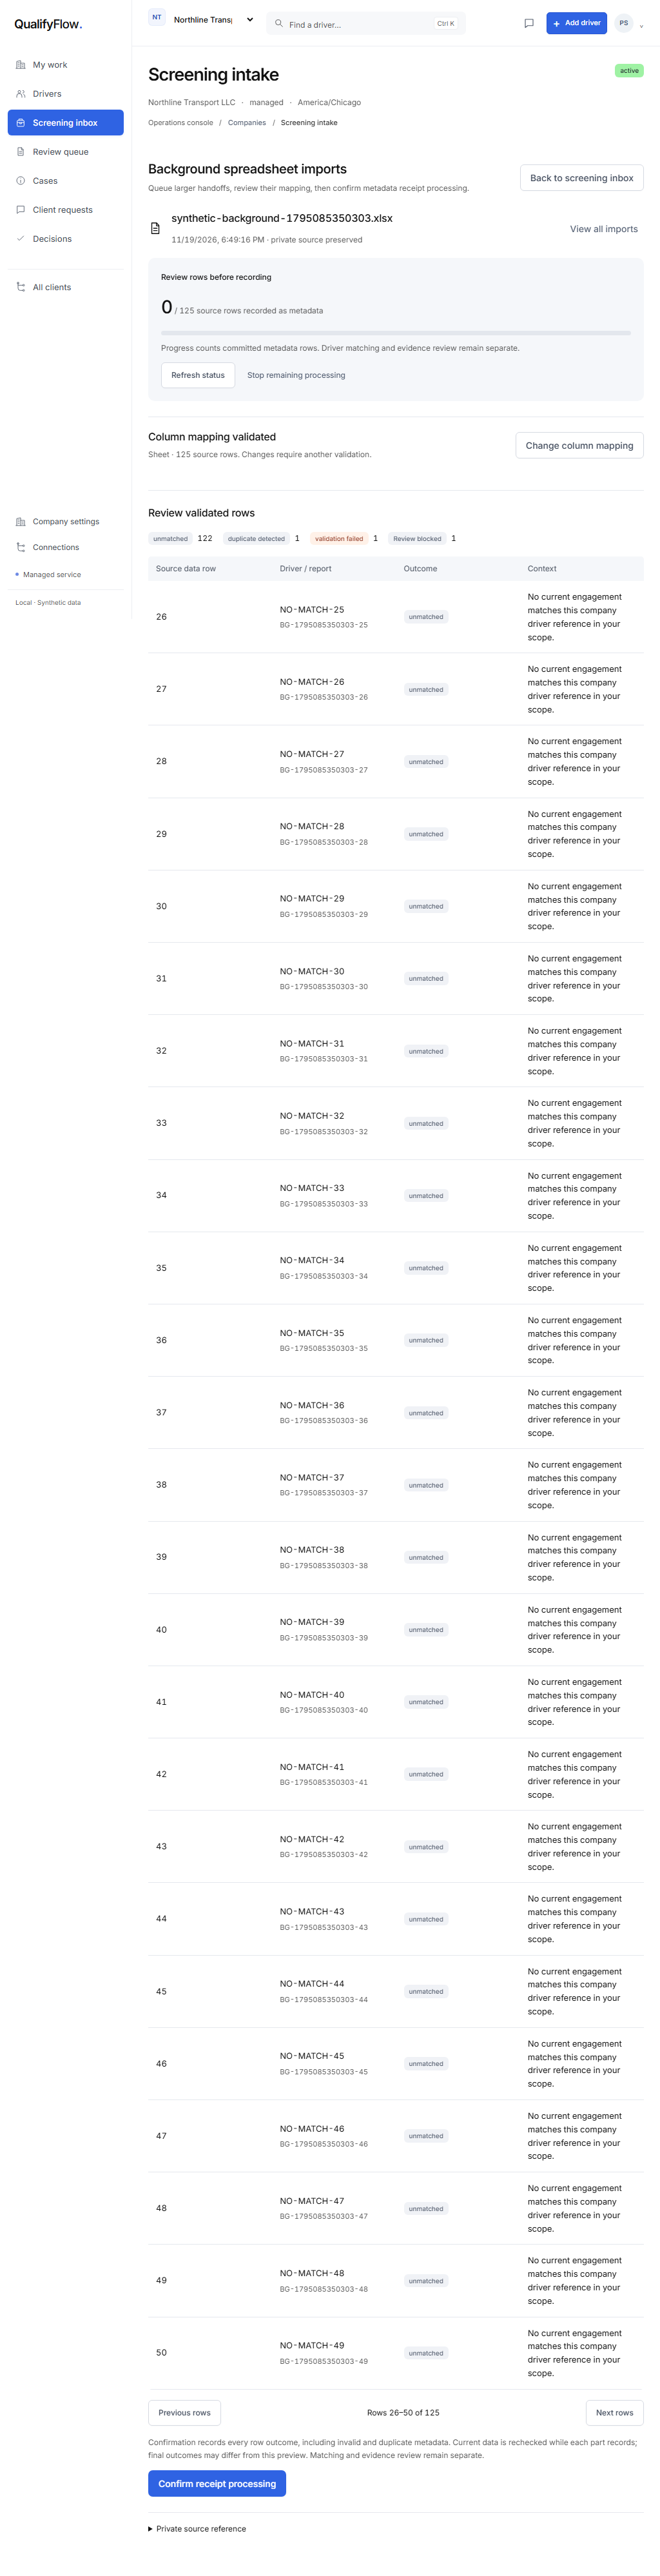 QualifyFlow.
My work
Drivers
Screening inbox
Review queue
Cases
Client requests
Decisions
All clients
Company settings
Connections
Managed service
Local · Synthetic data
NT
Northline Transp
Find a driver...
Ctrl K
+ Add driver
PS
Screening intake
active
Northline Transport LLC · managed · America/Chicago
Operations console / Companies / Screening intake
Background spreadsheet imports
Queue larger handoffs, review their mapping, then confirm metadata receipt processing.
Back to screening inbox
synthetic-background-1795085350303.xlsx
11/19/2026, 6:49:16 PM · private source preserved
View all imports
Review rows before recording
0 / 125 source rows recorded as metadata
Progress counts committed metadata rows. Driver matching and evidence review remain separate.
Refresh status
Stop remaining processing
Column mapping validated
Sheet · 125 source rows. Changes require another validation.
Change column mapping
Review validated rows
unmatched 122 duplicate detected 1 validation failed 1 Review blocked 1
Source data row Driver / report Outcome Context
26
NO-MATCH-25
BG-1795085350303-25
unmatched
No current engagement
matches this company
driver reference in your
scope.
27
NO-MATCH-26
BG-1795085350303-26
unmatched
No current engagement
matches this company
driver reference in your
scope.
28
NO-MATCH-27
BG-1795085350303-27
unmatched
No current engagement
matches this company
driver reference in your
scope.
29
NO-MATCH-28
BG-1795085350303-28
unmatched
No current engagement
matches this company
driver reference in your
scope.
30
NO-MATCH-29
BG-1795085350303-29
unmatched
No current engagement
matches this company
driver reference in your
scope.
31
NO-MATCH-30
BG-1795085350303-30
unmatched
No current engagement
matches this company
driver reference in your
scope.
32
NO-MATCH-31
BG-1795085350303-31
unmatched
No current engagement
matches this company
driver reference in your
scope.
33
NO-MATCH-32
BG-1795085350303-32
unmatched
No current engagement
matches this company
driver reference in your
scope.
34
NO-MATCH-33
BG-1795085350303-33
unmatched
No current engagement
matches this company
driver reference in your
scope.
35
NO-MATCH-34
BG-1795085350303-34
unmatched
No current engagement
matches this company
driver reference in your
scope.
36
NO-MATCH-35
BG-1795085350303-35
unmatched
No current engagement
matches this company
driver reference in your
scope.
37
NO-MATCH-36
BG-1795085350303-36
unmatched
No current engagement
matches this company
driver reference in your
scope.
38
NO-MATCH-37
BG-1795085350303-37
unmatched
No current engagement
matches this company
driver reference in your
scope.
39
NO-MATCH-38
BG-1795085350303-38
unmatched
No current engagement
matches this company
driver reference in your
scope.
40
NO-MATCH-39
BG-1795085350303-39
unmatched
No current engagement
matches this company
driver reference in your
scope.
41
NO-MATCH-40
BG-1795085350303-40
unmatched
No current engagement
matches this company
driver reference in your
scope.
42
NO-MATCH-41
BG-1795085350303-41
unmatched
No current engagement
matches this company
driver reference in your
scope.
43
NO-MATCH-42
BG-1795085350303-42
unmatched
No current engagement
matches this company
driver reference in your
scope.
44
NO-MATCH-43
BG-1795085350303-43
unmatched
No current engagement
matches this company
driver reference in your
scope.
45
NO-MATCH-44
BG-1795085350303-44
unmatched
No current engagement
matches this company
driver reference in your
scope.
46
NO-MATCH-45
BG-1795085350303-45
unmatched
No current engagement
matches this company
driver reference in your
scope.
47
NO-MATCH-46
BG-1795085350303-46
unmatched
No current engagement
matches this company
driver reference in your
scope.
48
NO-MATCH-47
BG-1795085350303-47
unmatched
No current engagement
matches this company
driver reference in your
scope.
49
NO-MATCH-48
BG-1795085350303-48
unmatched
No current engagement
matches this company
driver reference in your
scope.
50
NO-MATCH-49
BG-1795085350303-49
unmatched
No current engagement
matches this company
driver reference in your
scope.
Previous rows
Rows 26–50 of 125
Next rows
Confirmation records every row outcome, including invalid and duplicate metadata. Current data is rechecked while each part records;
final outcomes may differ from this preview. Matching and evidence review remain separate.
Confirm receipt processing
Private source reference